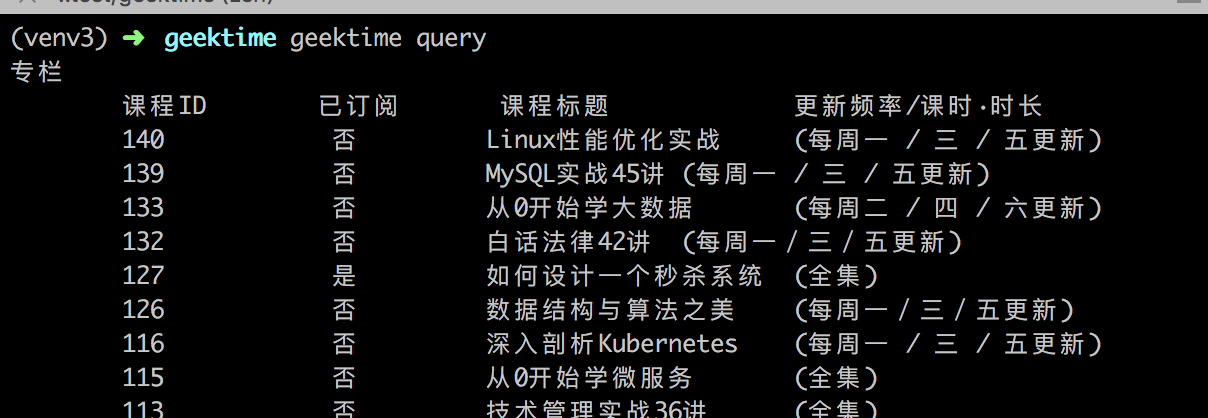 (venv3) ➜ geektime geektime query
专栏
课程ID 已订阅 课程标题 更新频率/课时·时长
140 否 Linux性能优化实战 (每周一 / 三 / 五更新)
139 否 MySQL实战45讲 (每周一 / 三 / 五更新)
133 否 从0开始学大数据 (每周二 / 四 / 六更新)
132 否 白话法律42讲 (每周一/三/五更新)
127 是 如何设计一个秒杀系统 (全集)
126 否 数据结构与算法之美 (每周一/三/五更新)
116 否 深入剖析Kubernetes (每周一 / 三 / 五更新)
115 否 从0开始学微服务 (全集)
113 否 技术管理实战36讲 (全集)